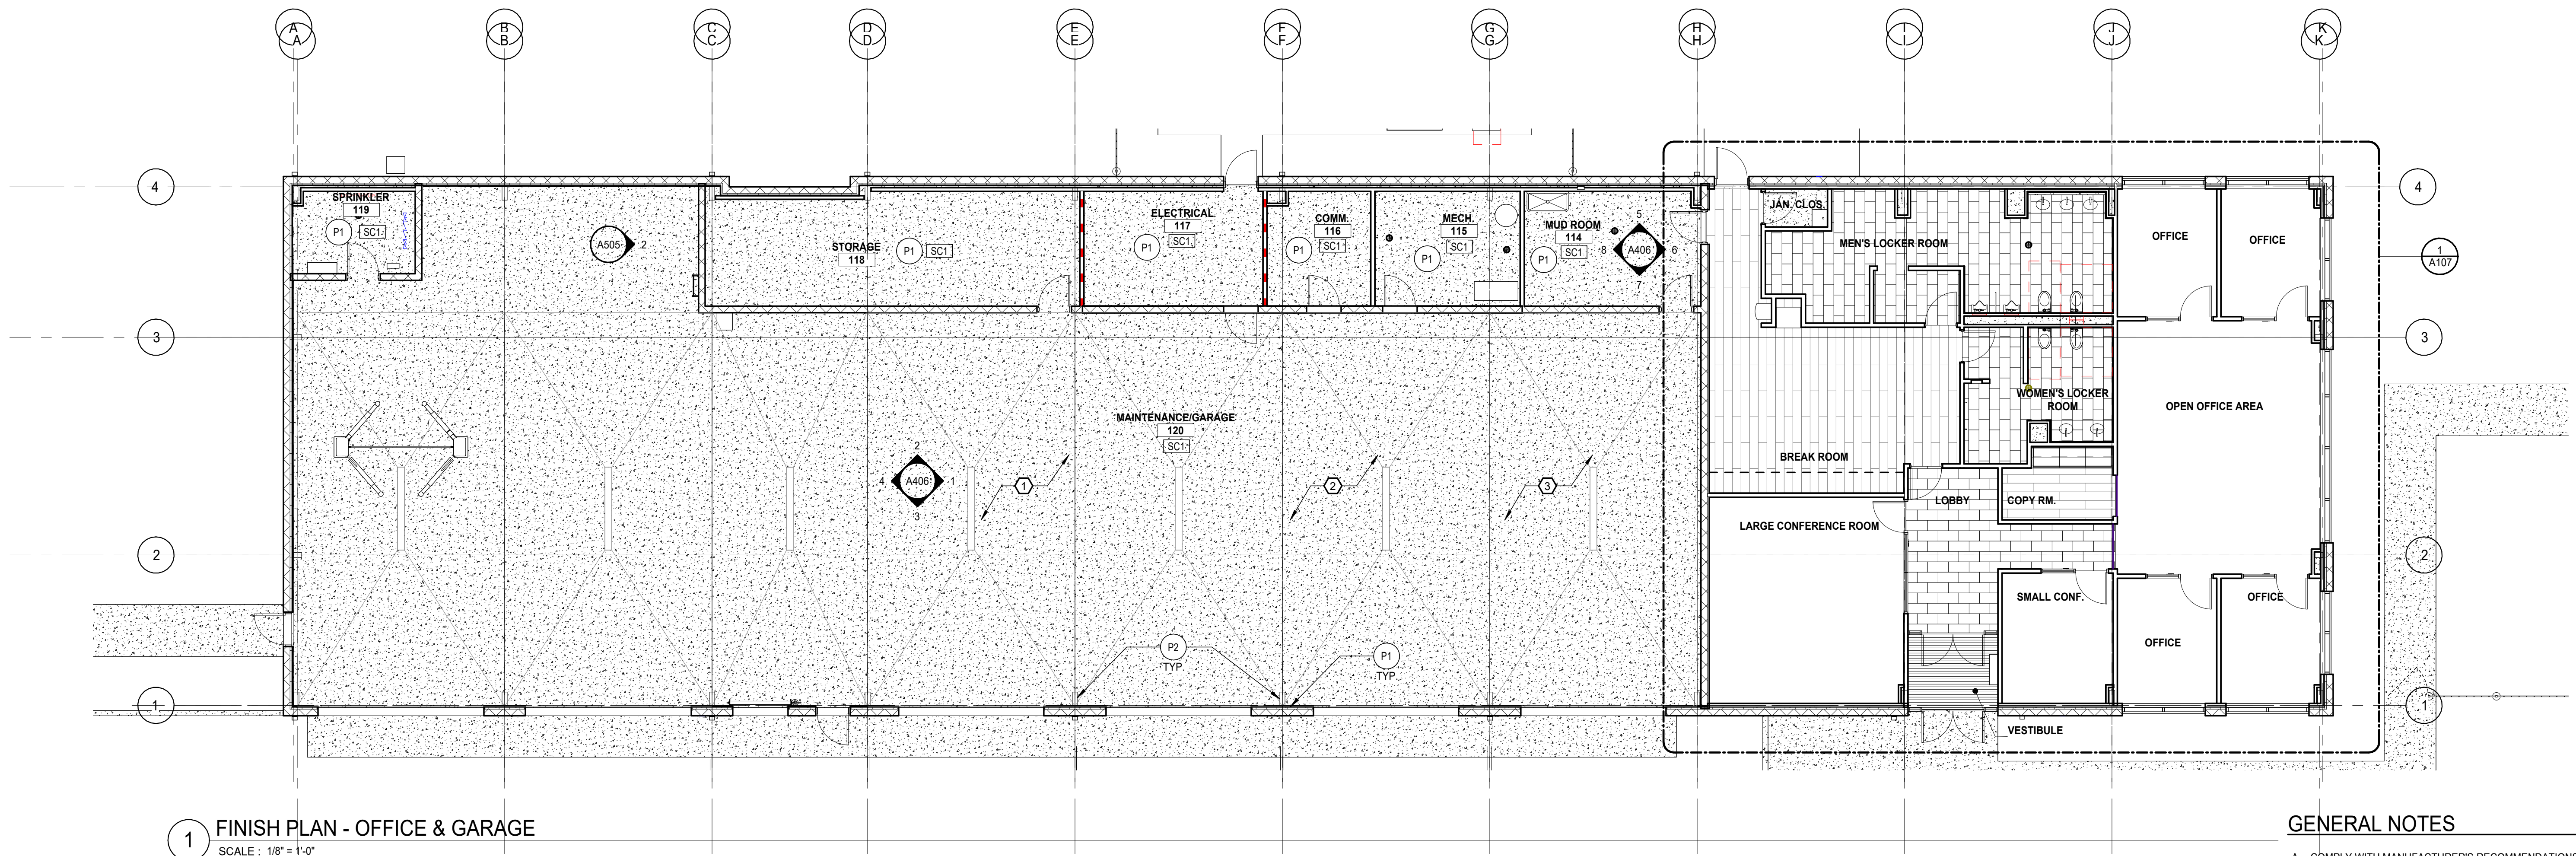 A B C D E F G H I J K
A B C D E F G H I J K
4
4
SPRINKLER
119
P1 SC1
A505 2
STORAGE
118
P1 SC1
ELECTRICAL
117
P1 SC1
COMM.
116
P1 SC1
MECH.
115
P1 SC1
MUD ROOM
114
P1 SC1
5
8 A406 6
7
JAN. CLOS.
MEN'S LOCKER ROOM
OFFICE
OFFICE
1
A107
3
3
MAINTENANCE/GARAGE
120
SC1
WOMEN'S LOCKER
ROOM
OPEN OFFICE AREA
BREAK ROOM
2
4 A406 1
3
1
2
3
LOBBY
COPY RM.
LARGE CONFERENCE ROOM
2
2
SMALL CONF.
OFFICE
OFFICE
P2
TYP
P1
TYP
1
1
VESTIBULE
1 FINISH PLAN - OFFICE & GARAGE
SCALE : 1/8" = 1'-0"
GENERAL NOTES
A. COMPLY WITH MANUFACTURER'S RECOMMENDATIONS